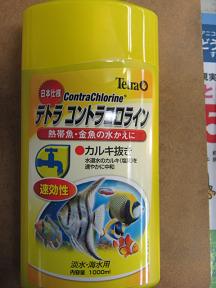 Tetra
日本仕様
ContraChlorine®
テトラ コントラコロライン
熱帯魚・金魚の水かえに
●カルキ抜き
水道水のカルキ(塩素)を
速やかに中和
速効性
淡水・海水用
内容量 1000ml